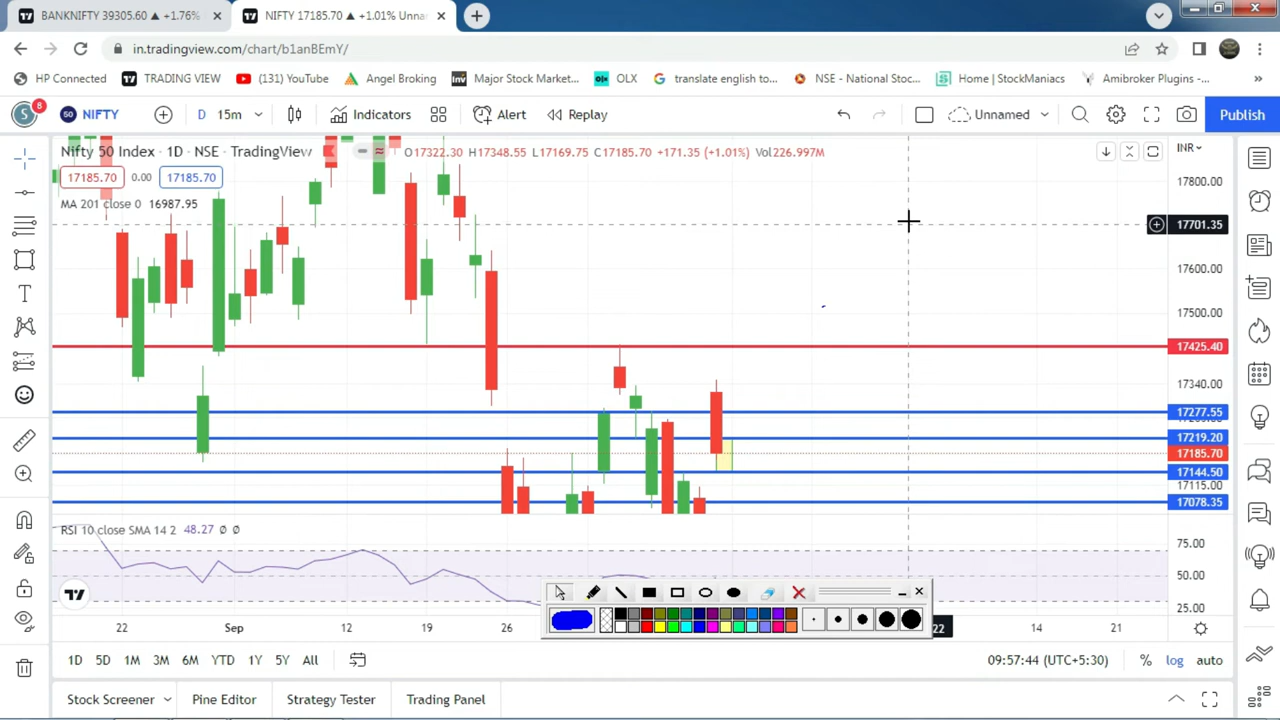 BANKNIFTY 39305.60 ▲ +1.76%
NIFTY 17185.70 ▲ +1.01% Unna
in.tradingview.com/chart/b1anBEmY/
HP Connected
TRADING VIEW
(131) YouTube
Angel Broking
Inv
Major Stock Market...
OLX
translate english to...
NSE - National Stoc...
Home | StockManiacs
Amibroker Plugins -...
»
S
8
50
NIFTY
D
15m
Indicators
Alert
Replay
Unnamed
Publish
Nifty 50 Index · 1D · NSE · TradingView
O17322.30 H17348.55 L17169.75 C17185.70 +171.35 (+1.01%) Vol226.997M
INR
17185.70
0.00
17185.70
MA 201 close 0 16987.95
17800.00
17701.35
17600.00
17500.00
17425.40
17340.00
17277.55
17219.20
17185.70
17144.50
17115.00
17078.35
RSI 10 close SMA 14 2 48.27 Ø Ø
75.00
50.00
25.00
22
Sep
12
19
26
22
14
21
1D
5D
1M
3M
6M
YTD
1Y
5Y
All
09:57:44 (UTC+5:30)
%
log
auto
Stock Screener
Pine Editor
Strategy Tester
Trading Panel